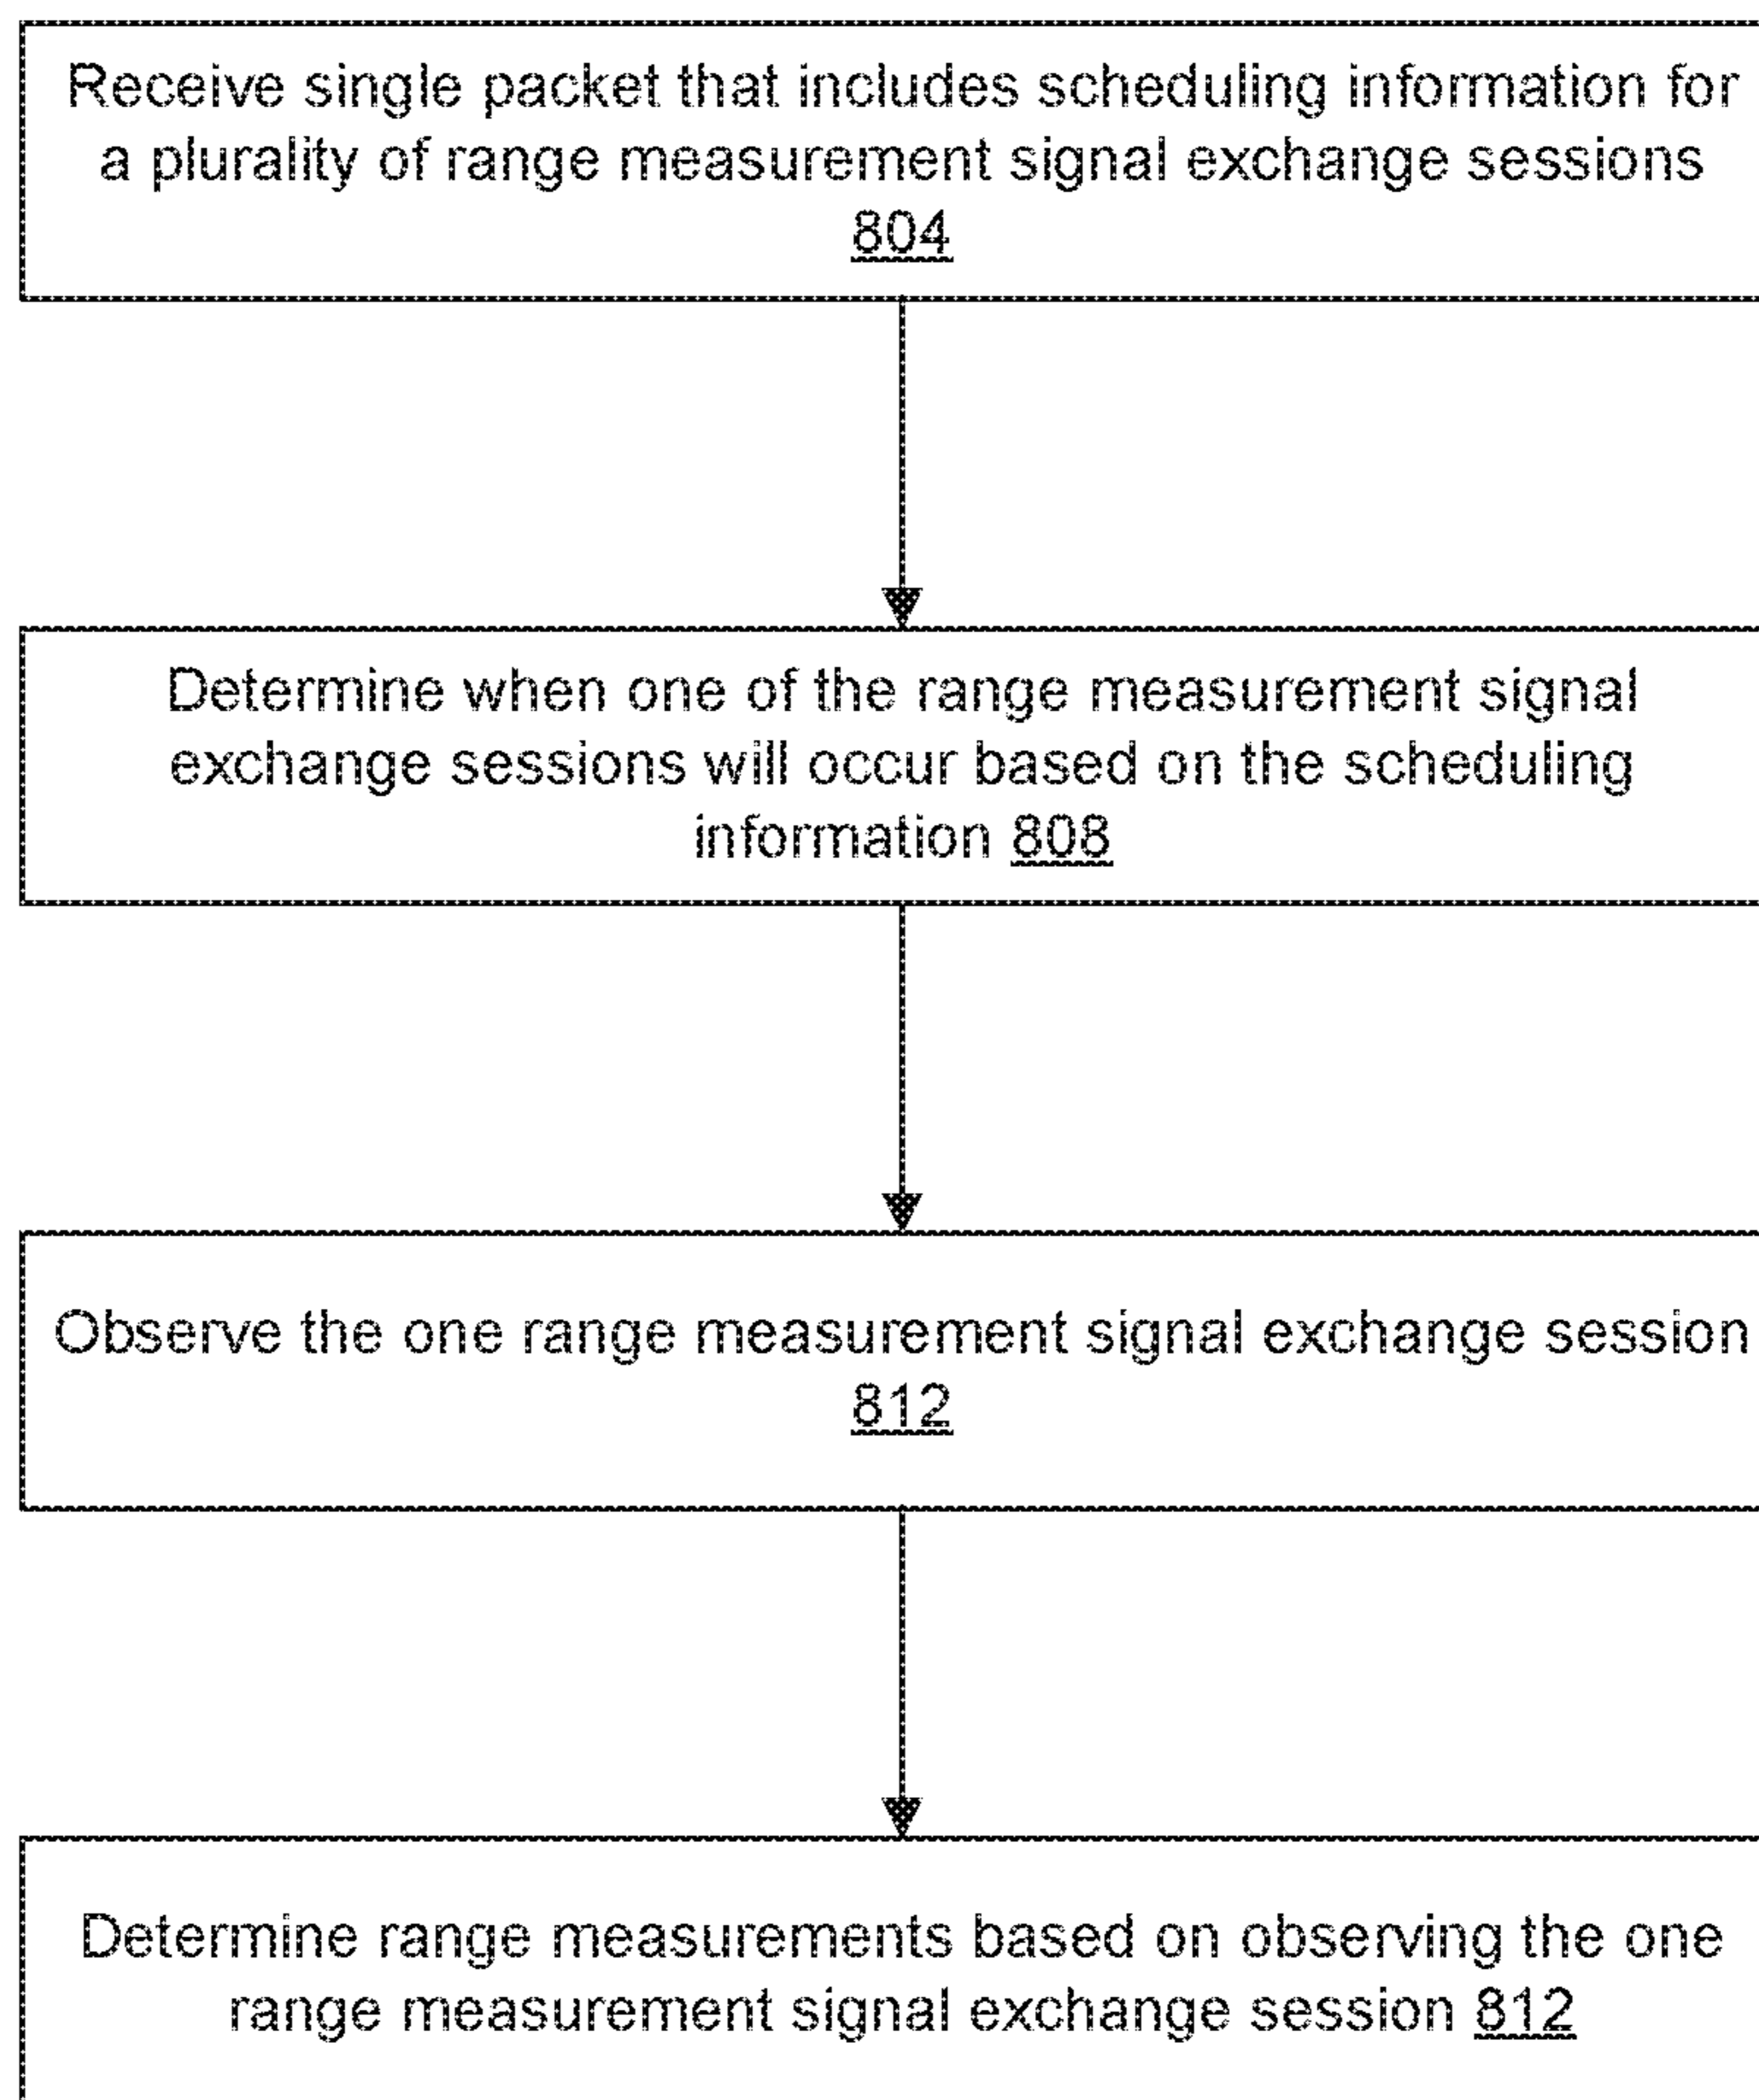 Receive single packet that includes scheduling information for
a plurality of range measurement signal exchange sessions
804
Determine when one of the range measurement signal
exchange sessions will occur based on the scheduling
information 808
Observe the one range measurement signal exchange session
812
Determine range measurements based on observing the one
range measurement signal exchange session 812